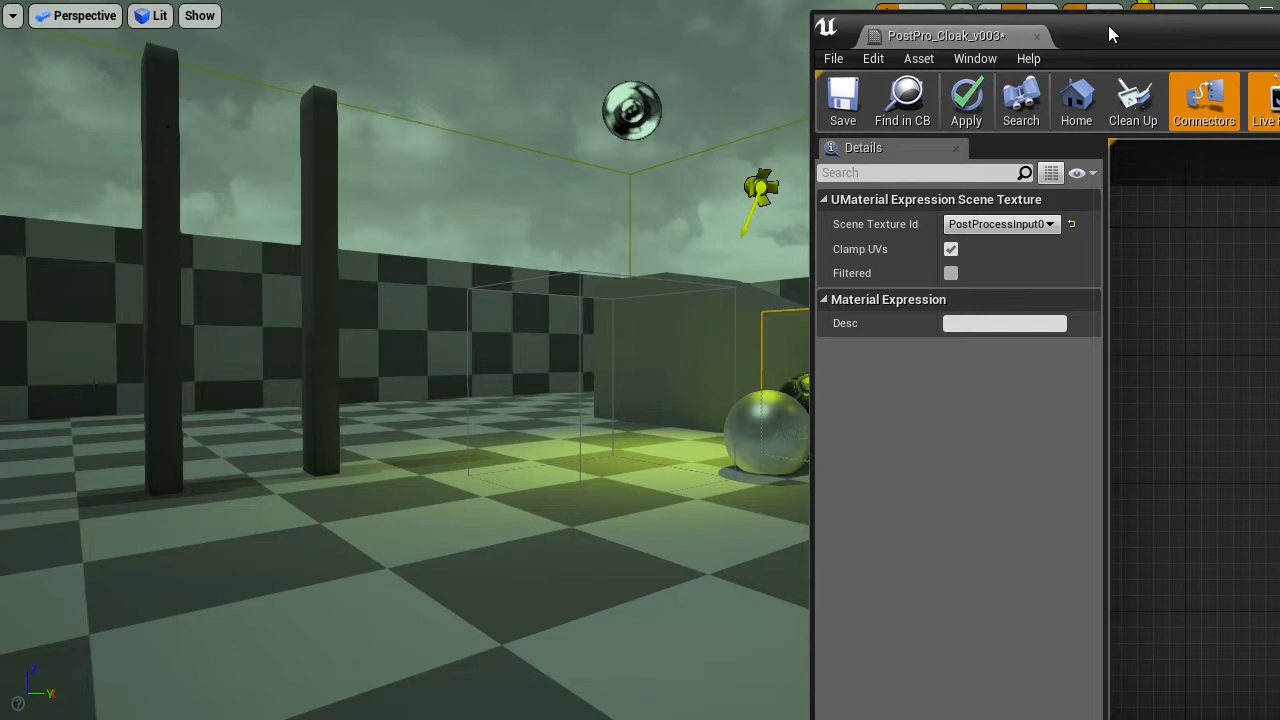 Perspective Lit Show
PostPro_Cloak_v003*
File Edit Asset Window Help
Save Find in CB Apply Search Home Clean Up Connectors
Details
Search
UMaterial Expression Scene Texture
Scene Texture Id PostProcessInput0
Clamp UVs
Filtered
Material Expression
Desc
Z
Y